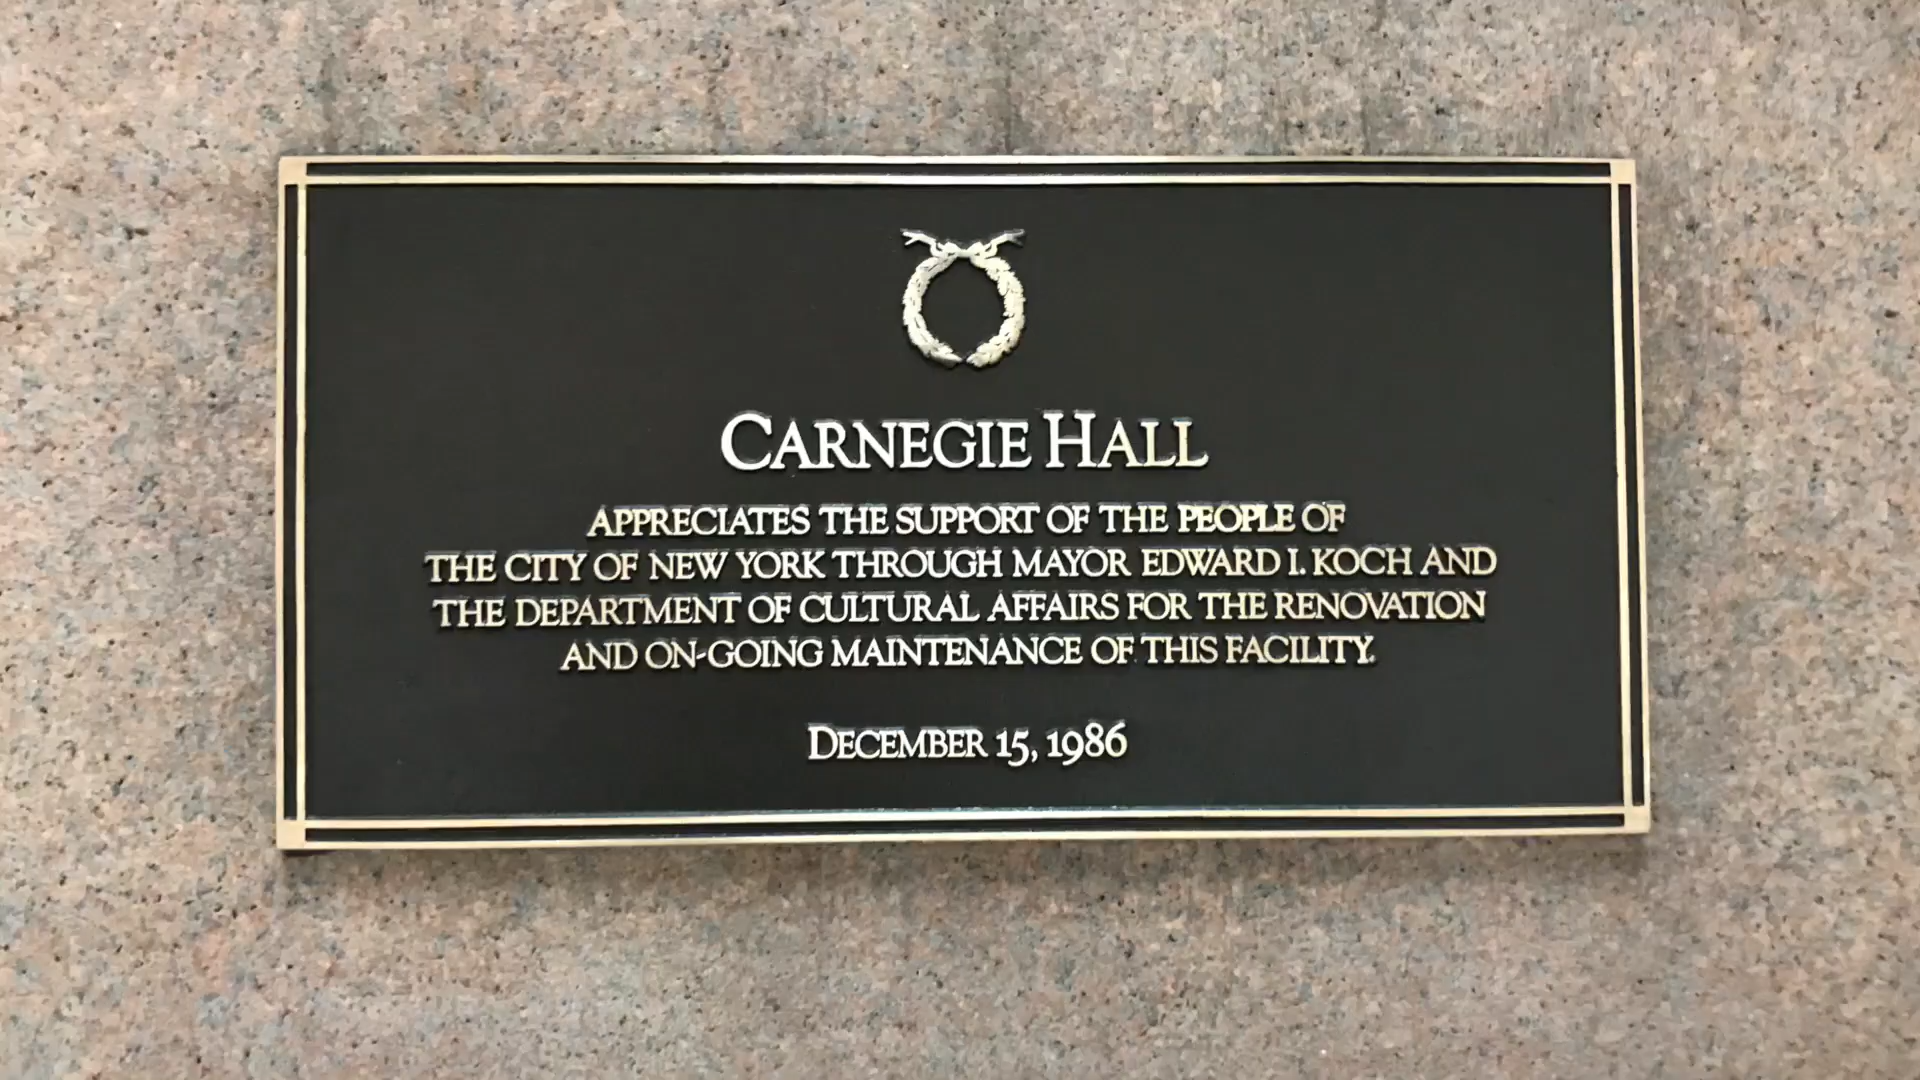 CARNEGIE HALL
APPRECIATES THE SUPPORT OF THE PEOPLE OF
THE CITY OF NEW YORK THROUGH MAYOR EDWARD I. KOCH AND
THE DEPARTMENT OF CULTURAL AFFAIRS FOR THE RENOVATION
AND ON-GOING MAINTENANCE OF THIS FACILITY.
DECEMBER 15, 1986